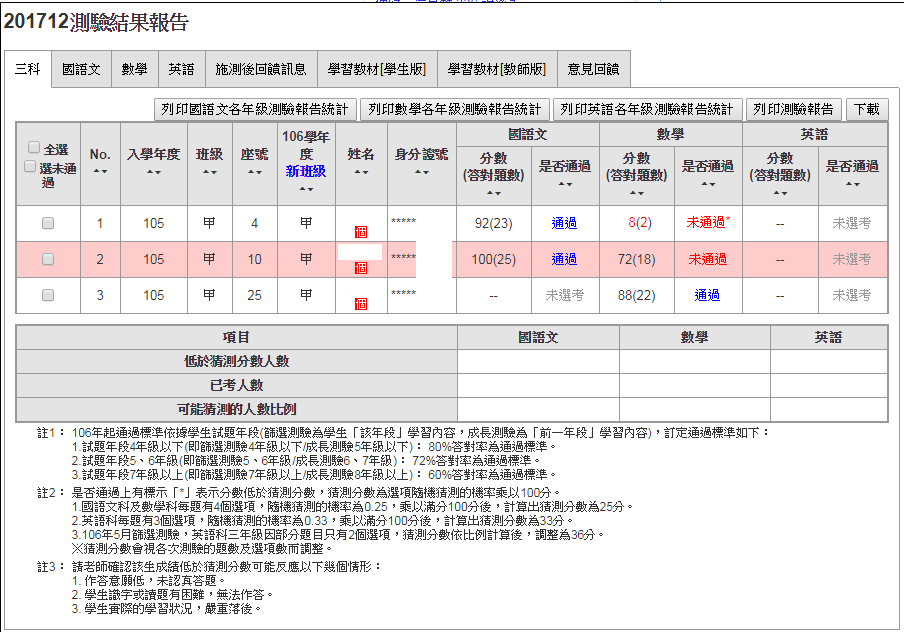 201712測驗結果報告
三科 國語文 數學 英語 施測後回饋訊息 學習教材[學生版] 學習教材[教師版] 意見回饋
列印國語文各年級測驗報告統計 列印數學各年級測驗報告統計 列印英語各年級測驗報告統計 列印測驗報告 下載
全選 選未通過 No. 入學年度 班級 座號 106學年度 新班級 姓名 身分證號 國語文 數學 英語
分數(答對題數) 是否通過 分數(答對題數) 是否通過 分數(答對題數) 是否通過
1 105 甲 4 甲 個 ***** 92(23) 通過 8(2) 未通過* -- 未選考
2 105 甲 10 甲 個 ***** 100(25) 通過 72(18) 未通過 -- 未選考
3 105 甲 25 甲 個 ***** -- 未選考 88(22) 通過 -- 未選考
項目 國語文 數學 英語
低於猜測分數人數
已考人數
可能猜測的人數比例
註1： 106年起通過標準依據學生試題年段(篩選測驗為學生「該年段」學習內容，成長測驗為「前一年段」學習內容)，訂定通過標準如下：
1.試題年段4年級以下(即篩選測驗4年級以下/成長測驗5年級以下)： 80%答對率為通過標準。
2.試題年段5、6年級(即篩選測驗5、6年級/成長測驗6、7年級)： 72%答對率為通過標準。
3.試題年段7年級以上(即篩選測驗7年級以上/成長測驗8年級以上)： 60%答對率為通過標準。
註2： 是否通過上有標示「*」表示分數低於猜測分數，猜測分數為選項隨機猜測的機率乘以100分。
1.國語文科及數學科每題有4個選項，隨機猜測的機率為0.25，乘以滿分100分後，計算出猜測分數為25分。
2.英語科每題有3個選項，隨機猜測的機率為0.33，乘以滿分100分後，計算出猜測分數為33分。
3.106年5月篩選測驗，英語科三年級因部分題目只有2個選項，猜測分數依比例計算後，調整為36分。
※猜測分數會視各次測驗的題數及選項數而調整。
註3： 請老師確認該生成績低於猜測分數可能反應以下幾個情形：
1. 作答意願低，未認真答題。
2. 學生識字或讀題有困難，無法作答。
3. 學生實際的學習狀況，嚴重落後。